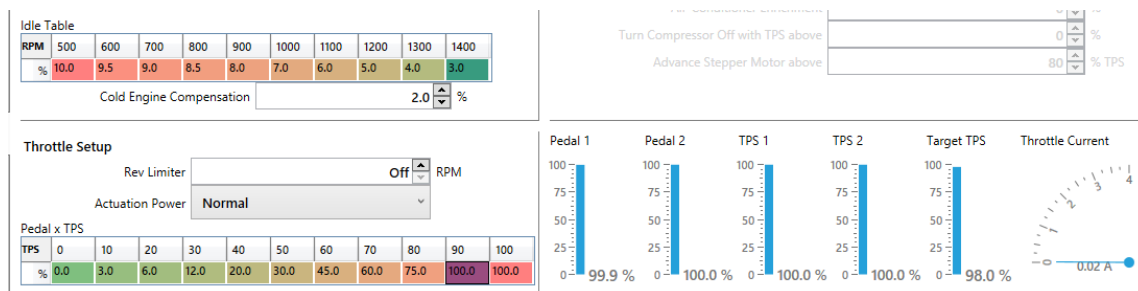 Idle Table
RPM 500 600 700 800 900 1000 1100 1200 1300 1400
% 10.0 9.5 9.0 8.5 8.0 7.0 6.0 5.0 4.0 3.0
Cold Engine Compensation 2.0 %
Air Conditioner Enrichment 0 %
Turn Compressor Off with TPS above 0 %
Advance Stepper Motor above 80 % TPS
Throttle Setup
Rev Limiter Off RPM
Actuation Power Normal
Pedal x TPS
TPS 0 10 20 30 40 50 60 70 80 90 100
% 0.0 3.0 6.0 12.0 20.0 30.0 45.0 60.0 75.0 100.0 100.0
Pedal 1 Pedal 2 TPS 1 TPS 2 Target TPS Throttle Current
100 100 100 100 100 4
75 75 75 75 75 3
50 50 50 50 50 2
25 25 25 25 25 1
0 0 0 0 0 0
99.9 % 100.0 % 100.0 % 100.0 % 98.0 % 0.02 A